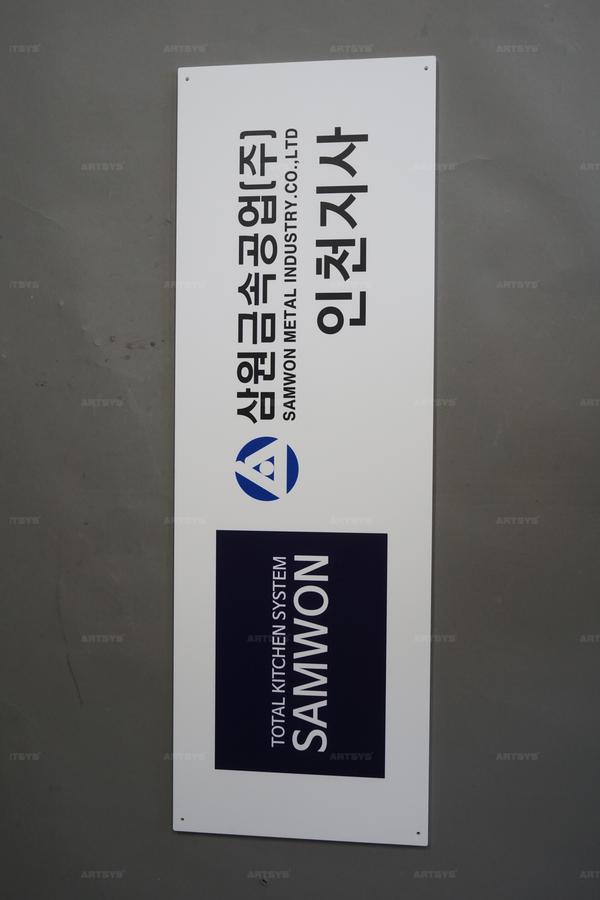 TOTAL KITCHEN SYSTEM
SAMWON
삼원금속공업(주)
SAMWON METAL INDUSTRY.CO.,LTD
인천지사
ARTSYS